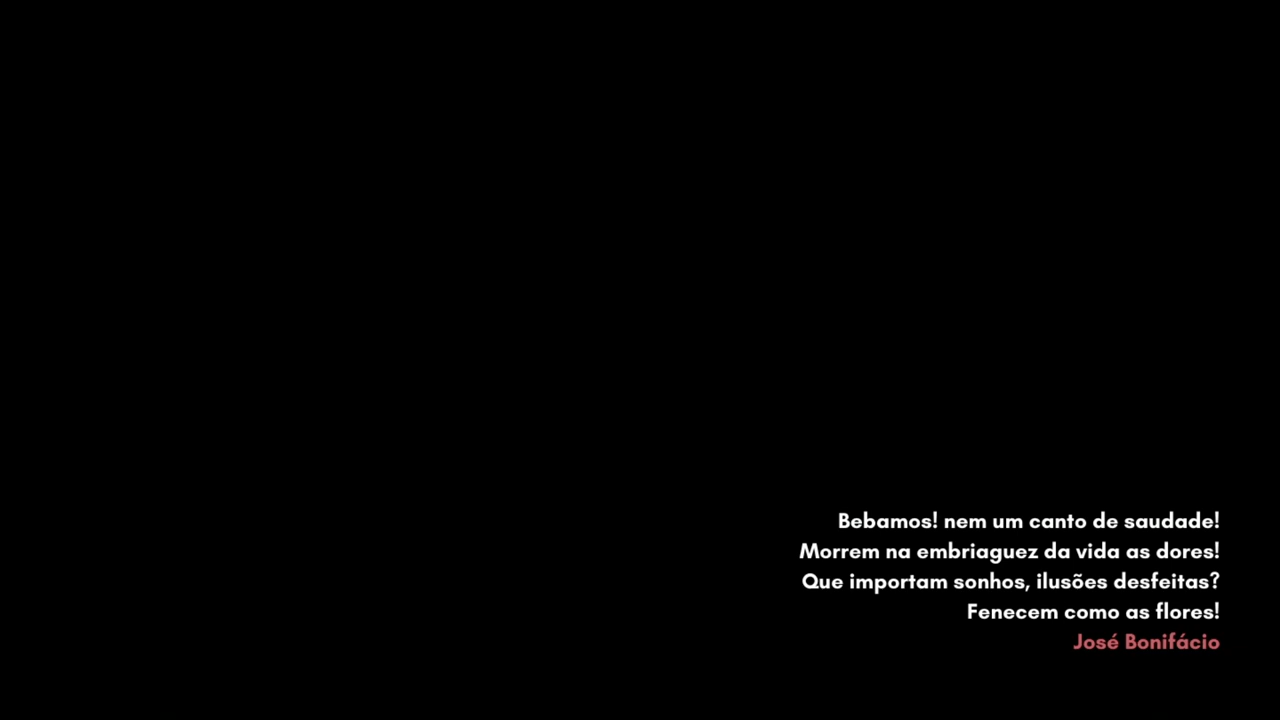 Bebamos! nem um canto de saudade!
Morrem na embriaguez da vida as dores!
Que importam sonhos, ilusões desfeitas?
Fenecem como as flores!
José Bonifácio